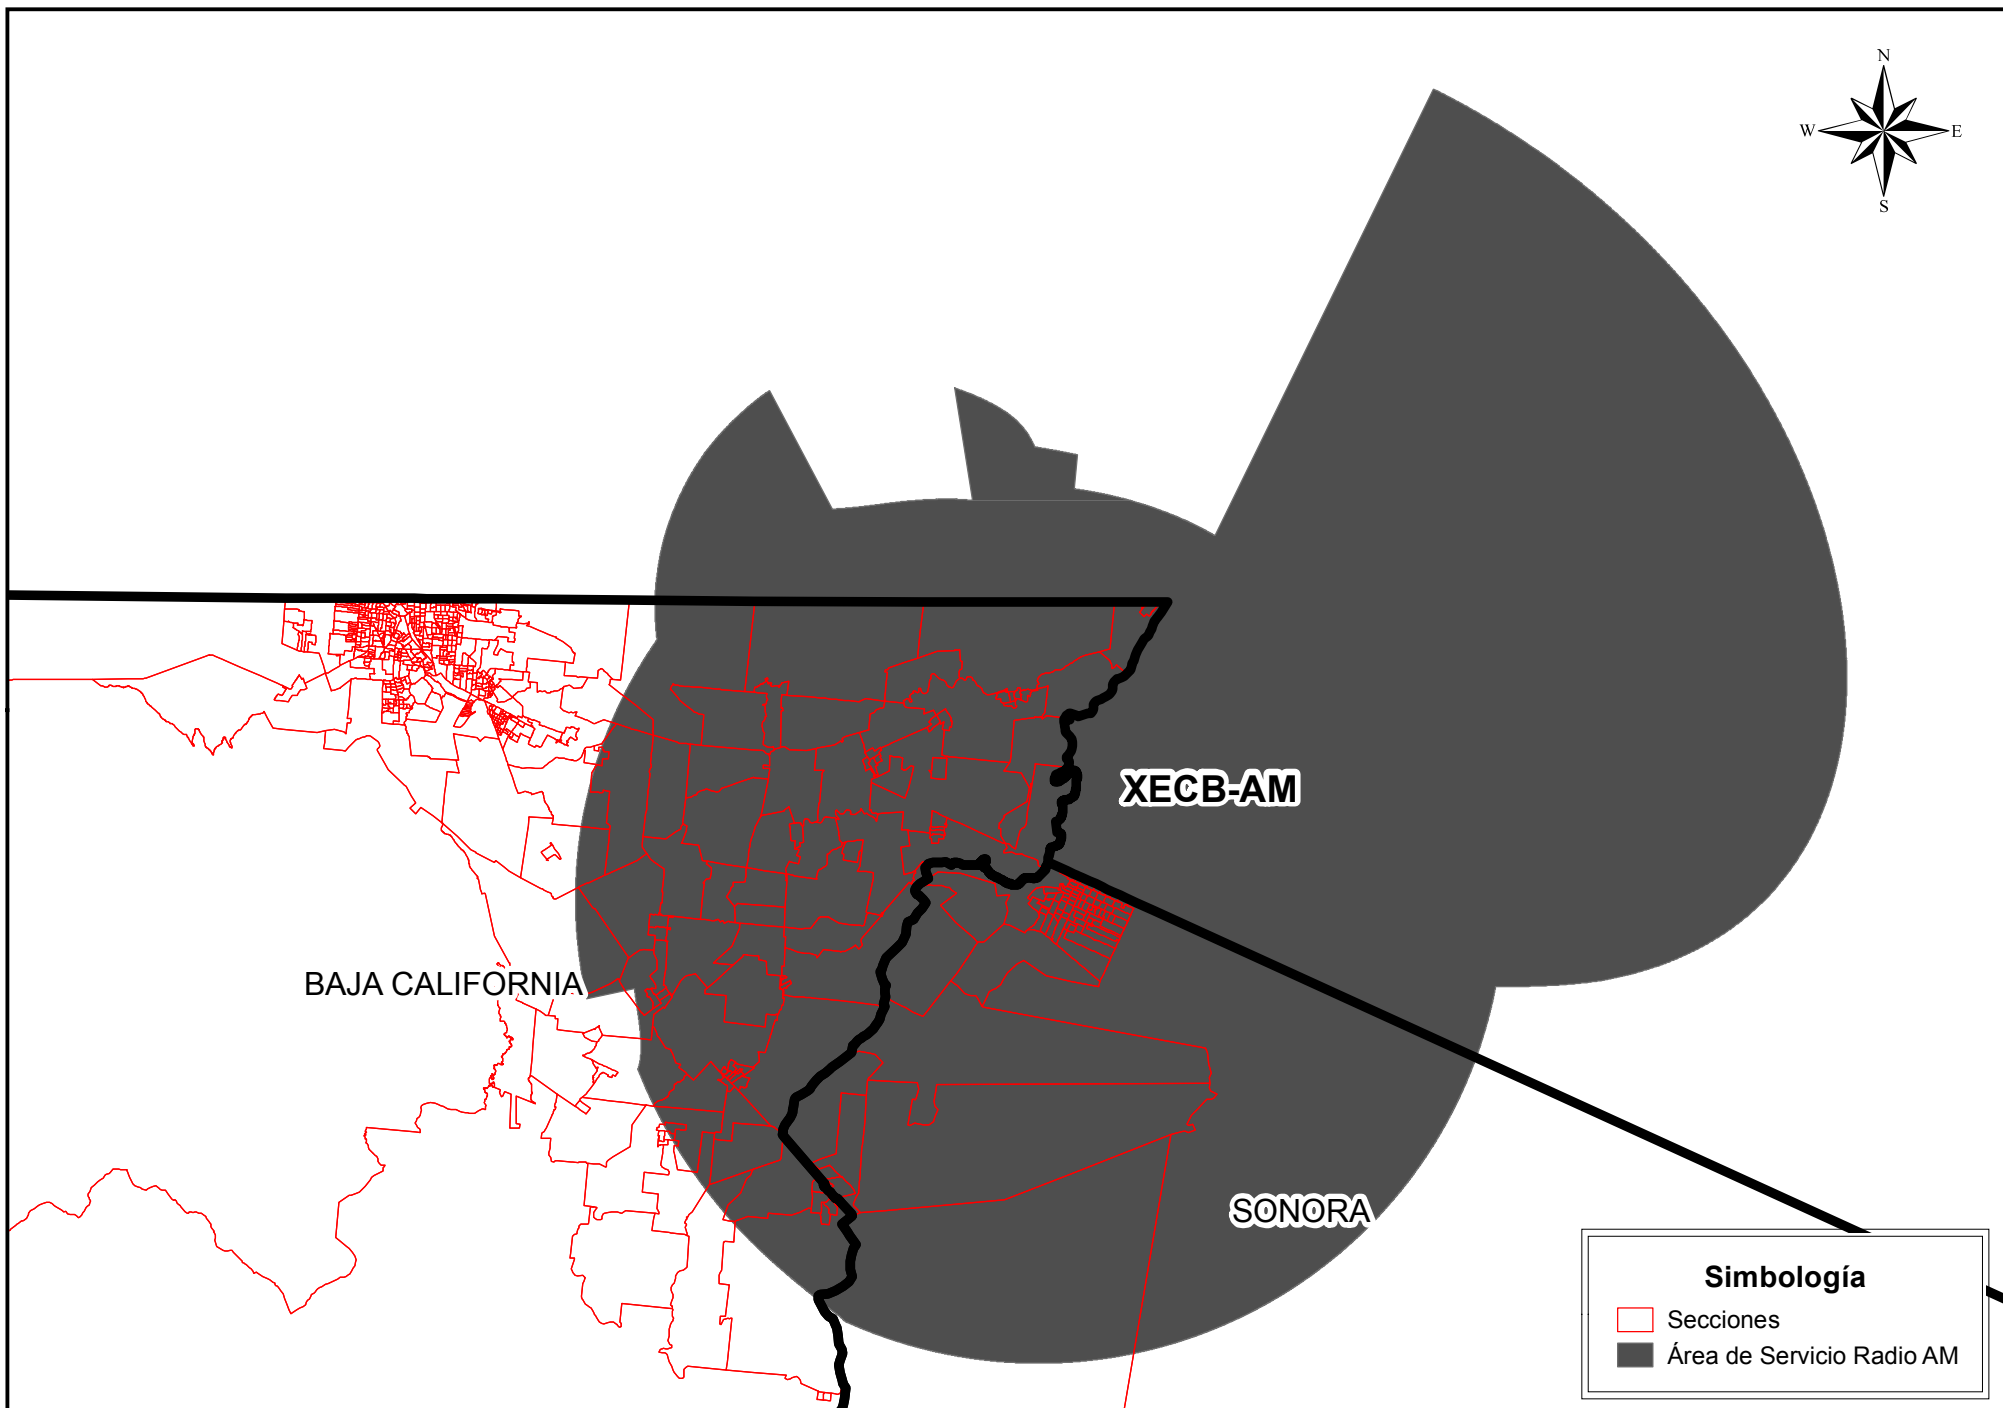 N
W E
S
XECB-AM
BAJA CALIFORNIA
SONORA
Simbología
Secciones
Área de Servicio Radio AM